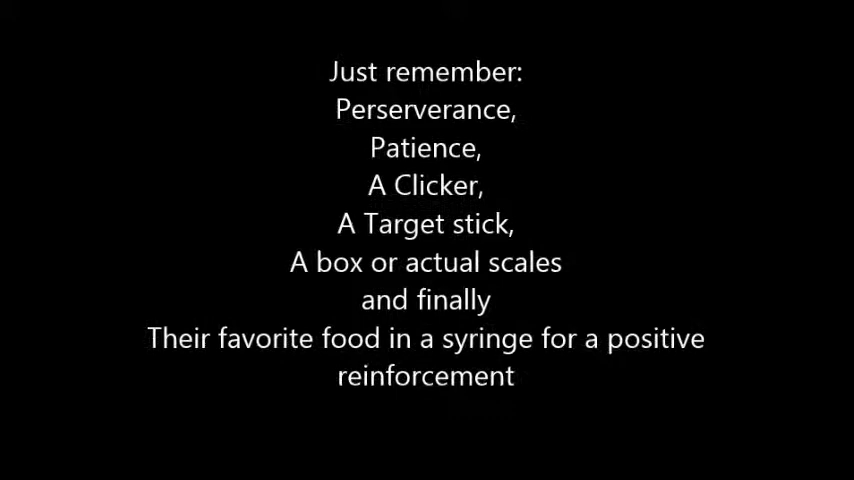 Just remember:
Perserverance,
Patience,
A Clicker,
A Target stick,
A box or actual scales
and finally
Their favorite food in a syringe for a positive
reinforcement